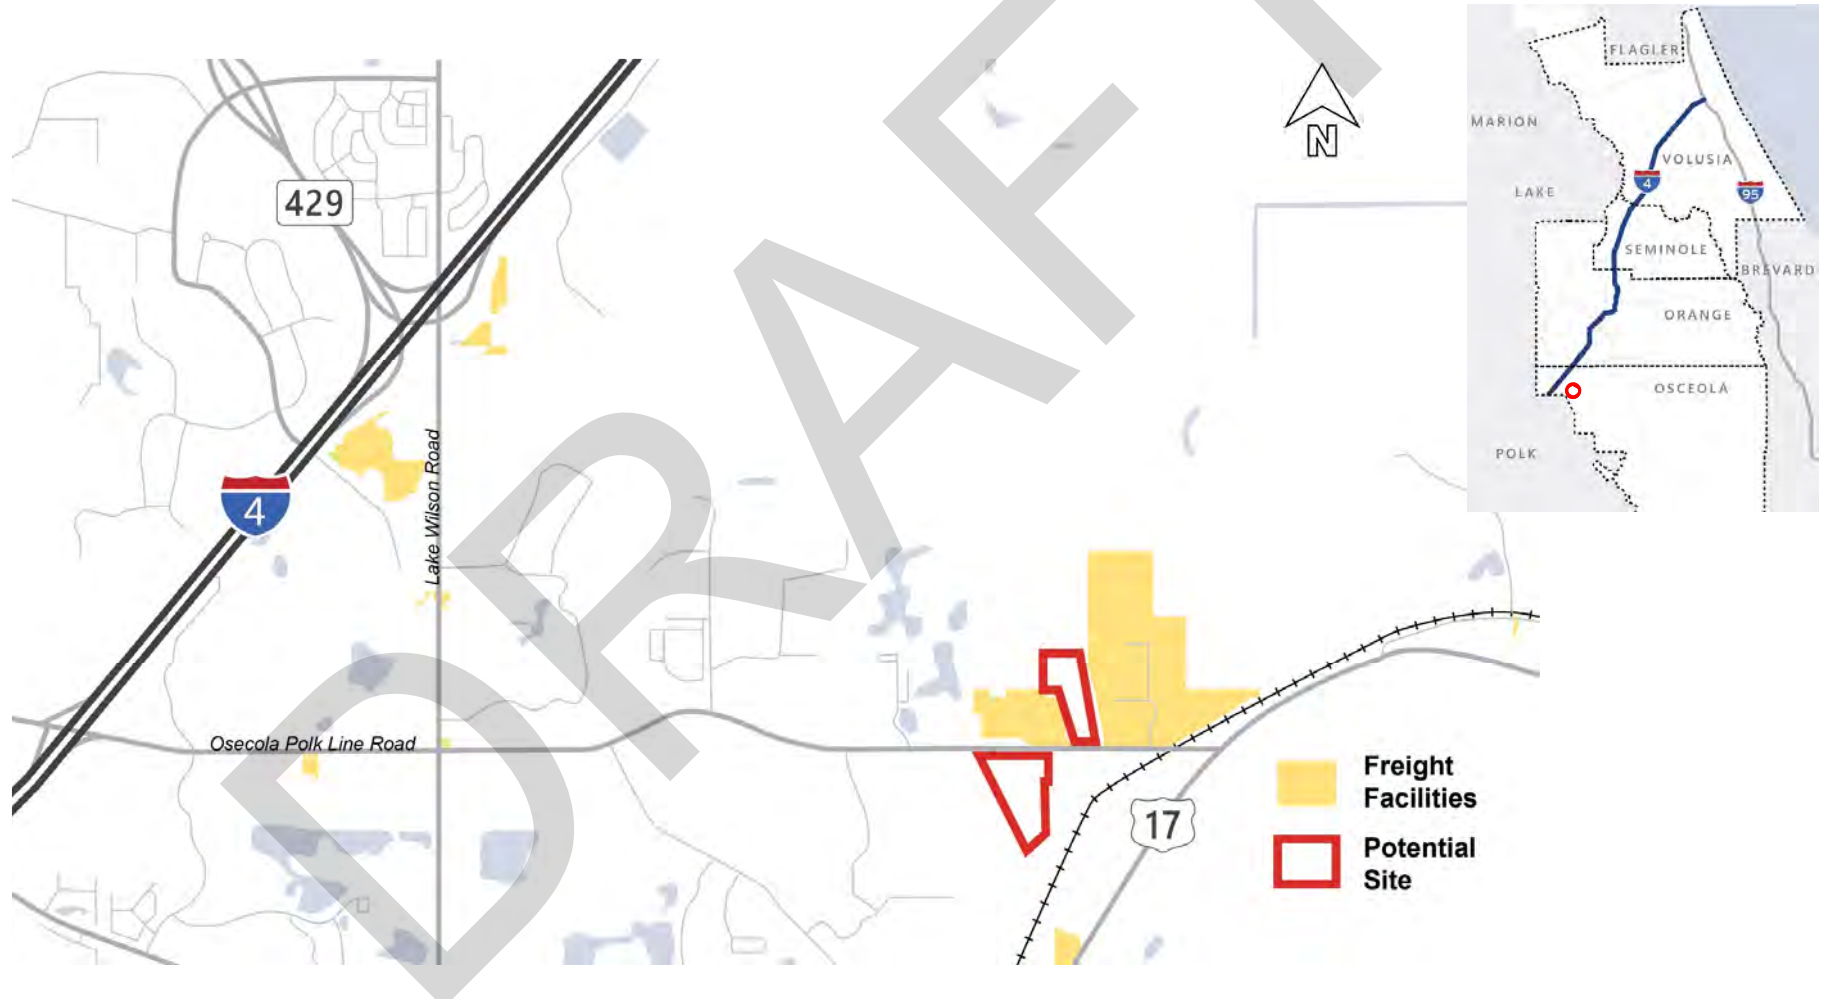 DRAFT
N
429
4
Lake Wilson Road
Osecola Polk Line Road
17
Freight
Facilities
Potential
Site
FLAGLER
MARION
VOLUSIA
LAKE
4
95
SEMINOLE
BREVARD
ORANGE
OSCEOLA
POLK